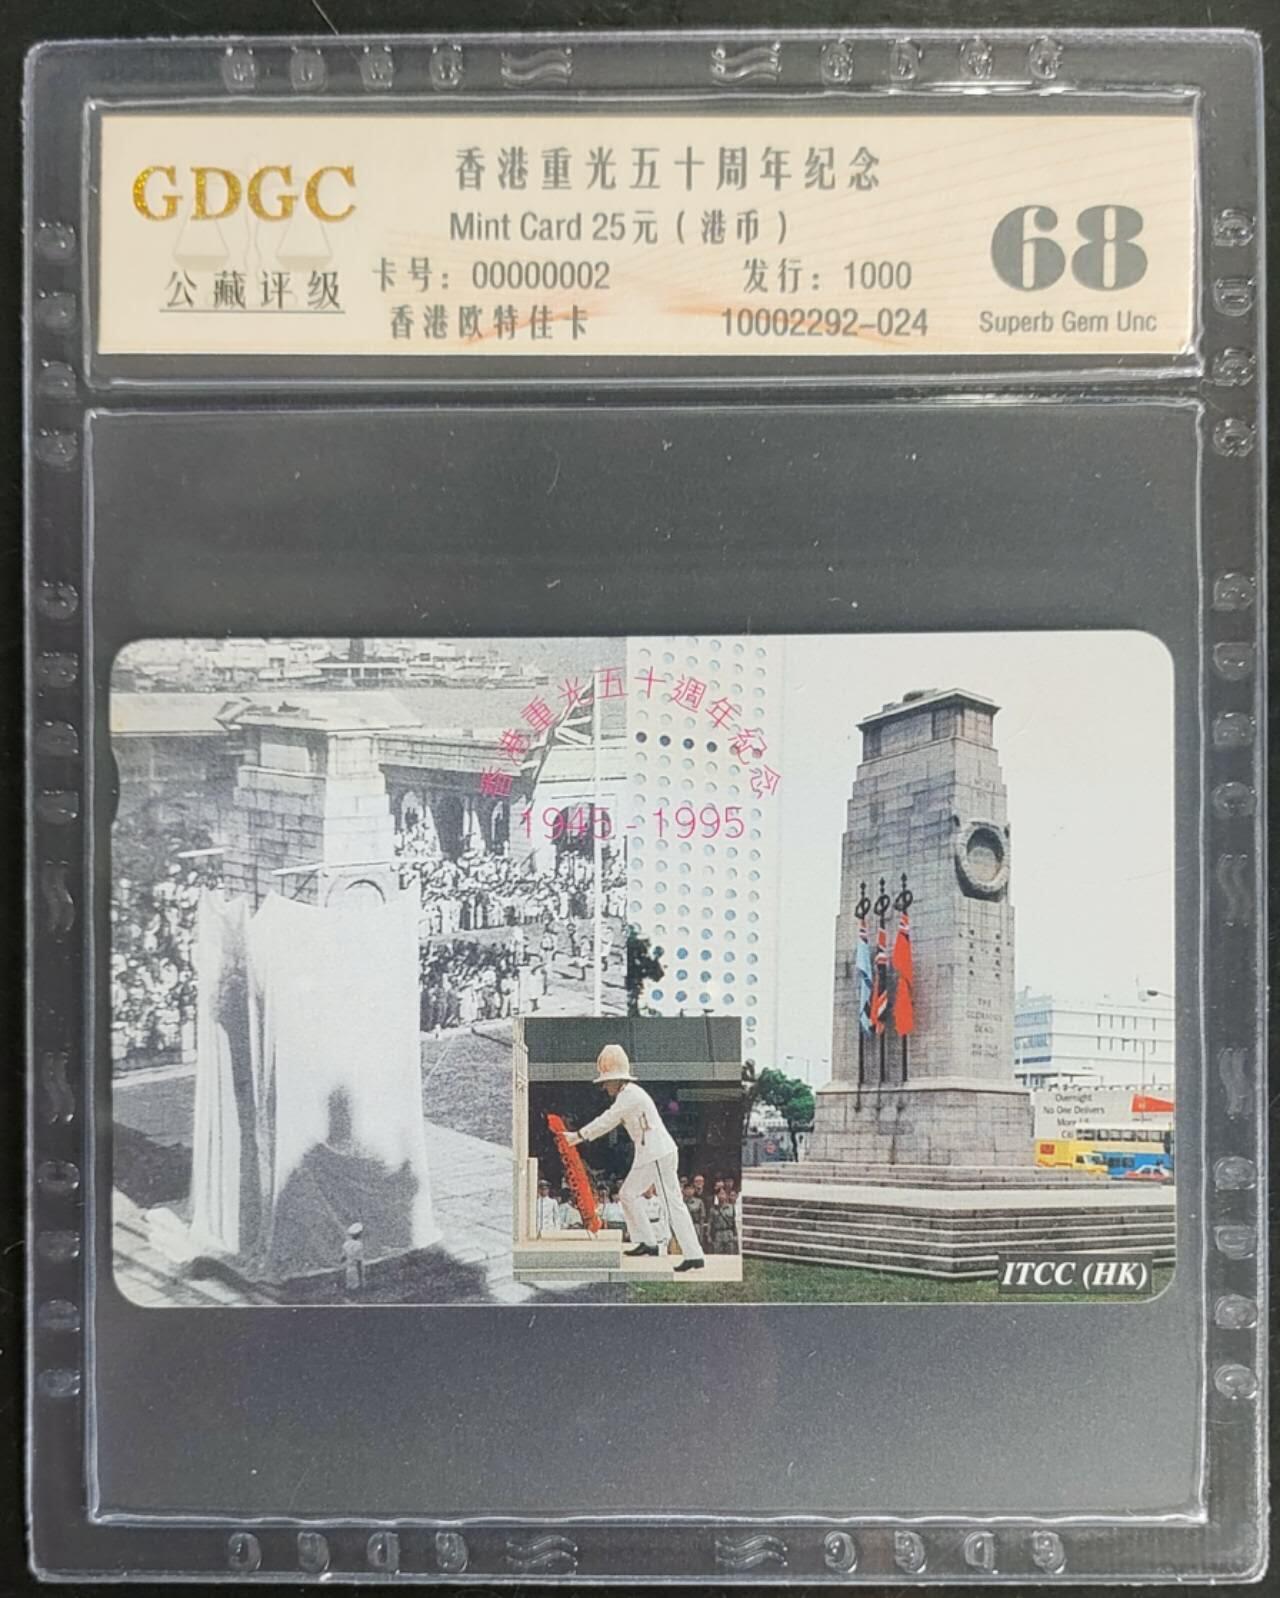 GDGC
公藏评级
香港重光五十周年纪念
Mint Card 25元（港币）
卡号：00000002
发行：1000
香港欧特佳卡
10002292-024
68
Superb Gem Unc
香港重光五十週年紀念
1945-1995
THE
GLORIOUS
DEAD
Overnight
No One Delivers
ITCC (HK)